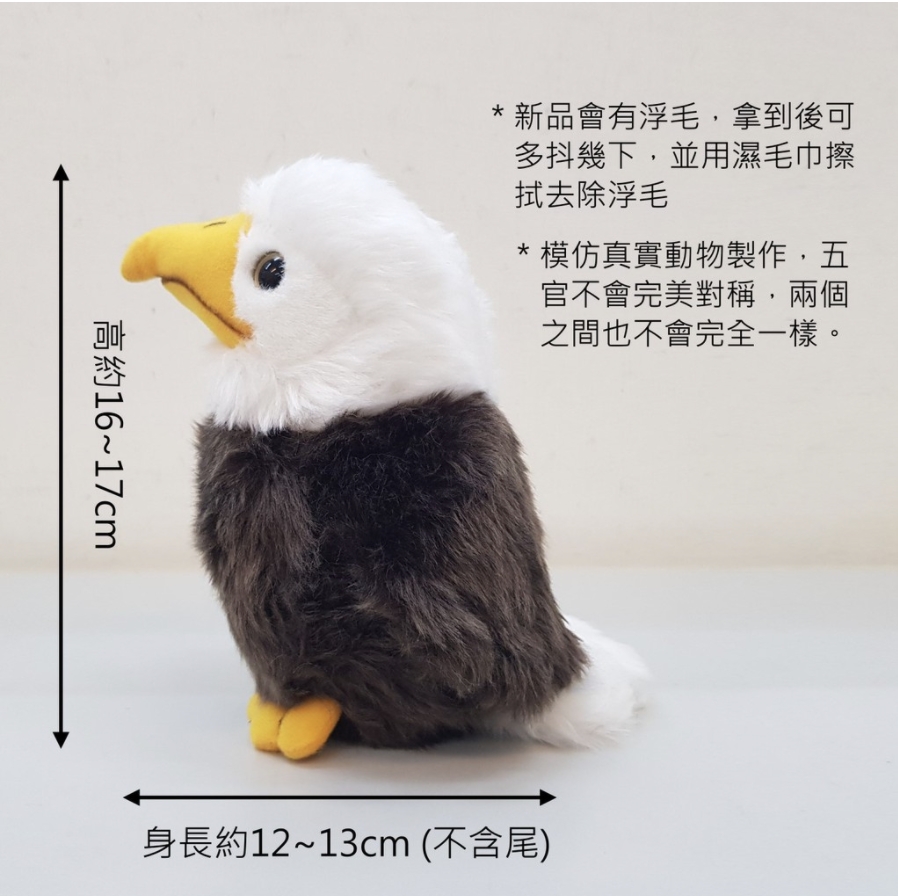 * 新品會有浮毛，拿到後可
多抖幾下，並用濕毛巾擦
拭去除浮毛
* 模仿真實動物製作，五
官不會完美對稱，兩個
之間也不會完全一樣。
高約16~17cm
身長約12~13cm (不含尾)